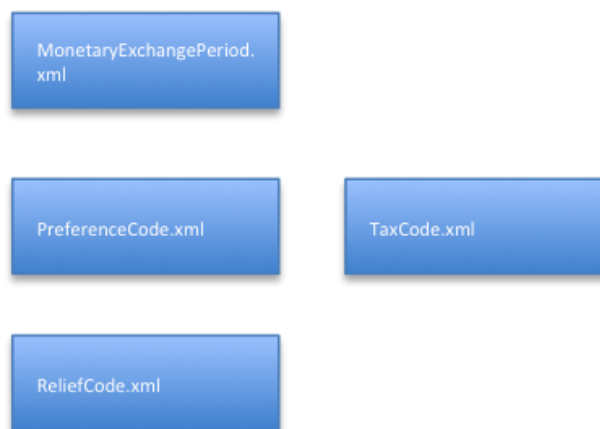 MonetaryExchangePeriod.
xml
PreferenceCode.xml
TaxCode.xml
ReliefCode.xml